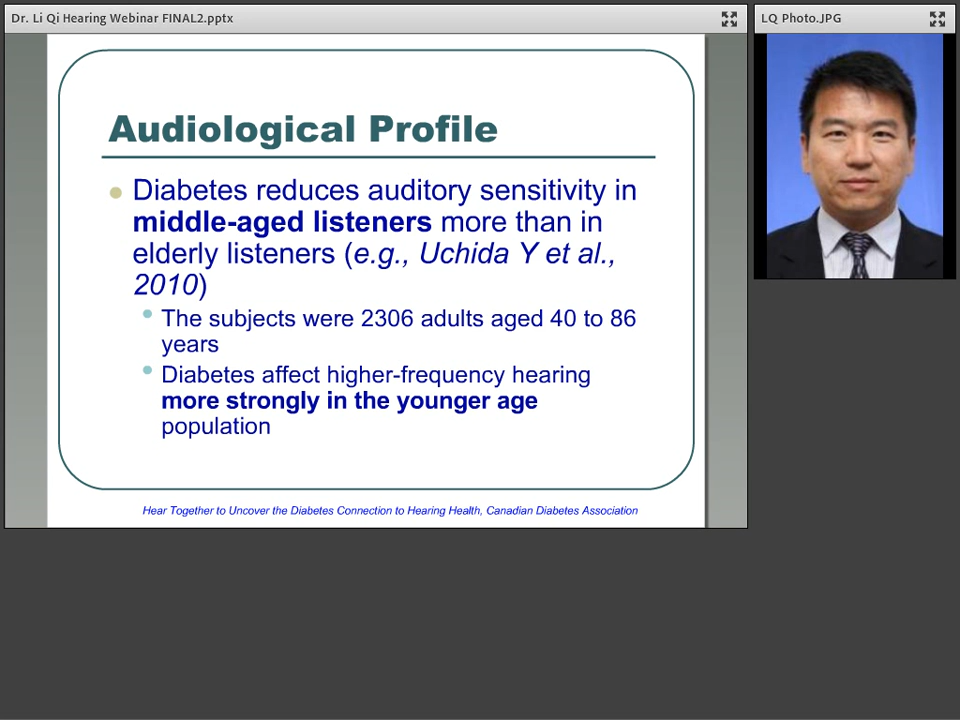 Dr. Li Qi Hearing Webinar FINAL2.pptx
LQ Photo.JPG
Audiological Profile
Diabetes reduces auditory sensitivity in
middle-aged listeners more than in
elderly listeners (e.g., Uchida Y et al.,
2010)
The subjects were 2306 adults aged 40 to 86
years
Diabetes affect higher-frequency hearing
more strongly in the younger age
population
Hear Together to Uncover the Diabetes Connection to Hearing Health, Canadian Diabetes Association